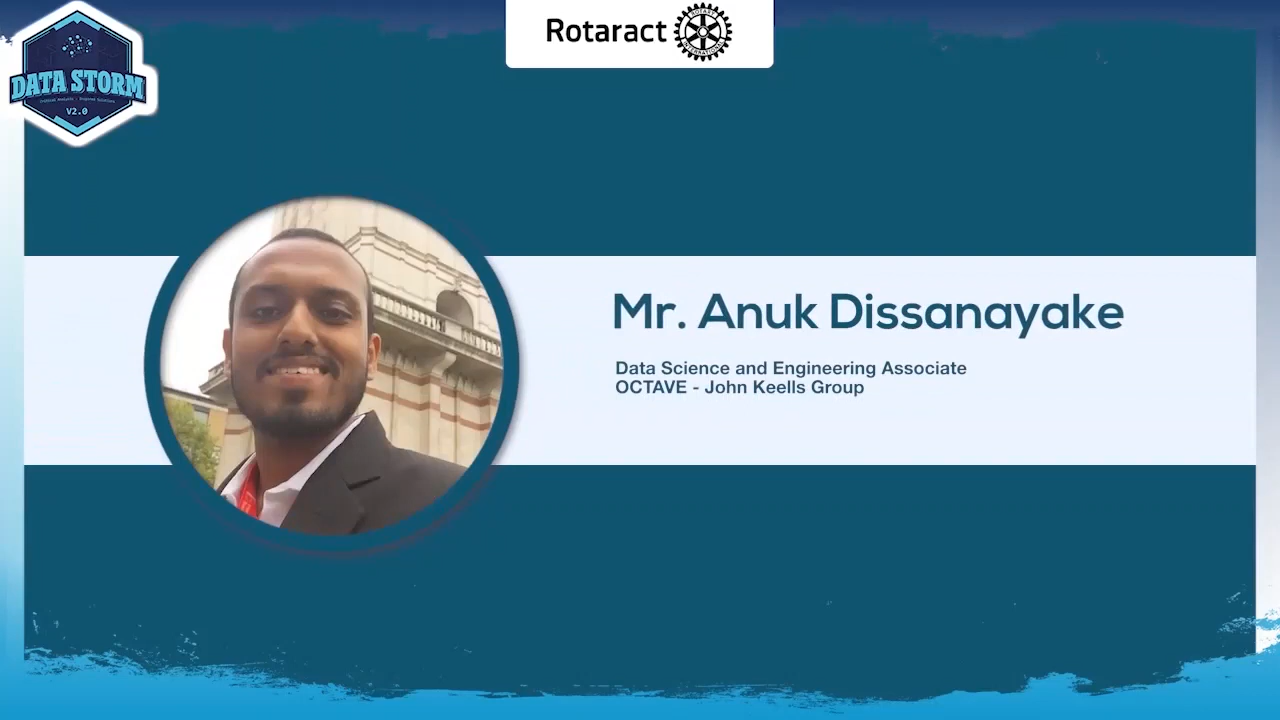 Rotaract
DATA STORM
V2.0
Mr. Anuk Dissanayake
Data Science and Engineering Associate
OCTAVE - John Keells Group